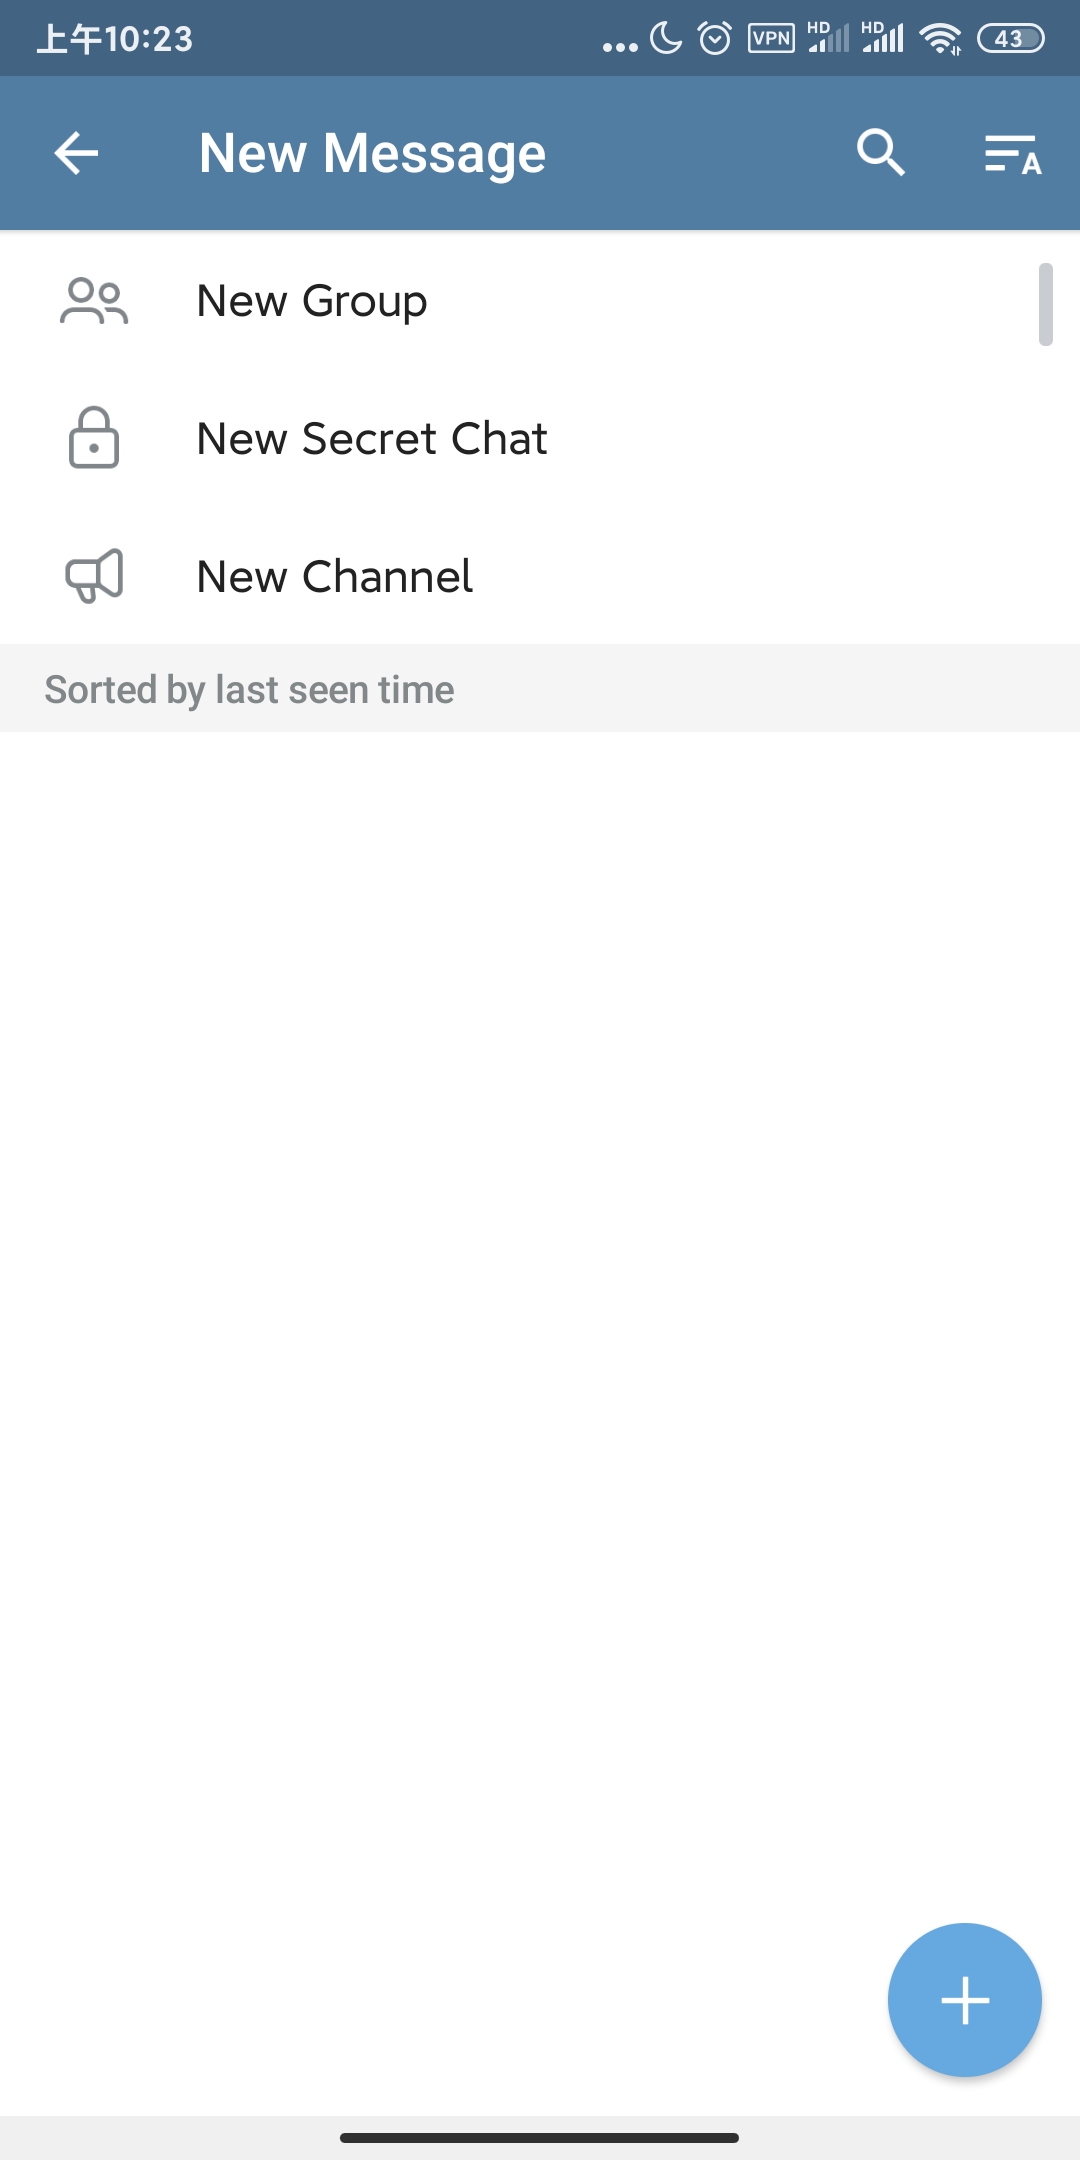 上午10:23
VPN HD HD 43
New Message
A
New Group
New Secret Chat
New Channel
Sorted by last seen time